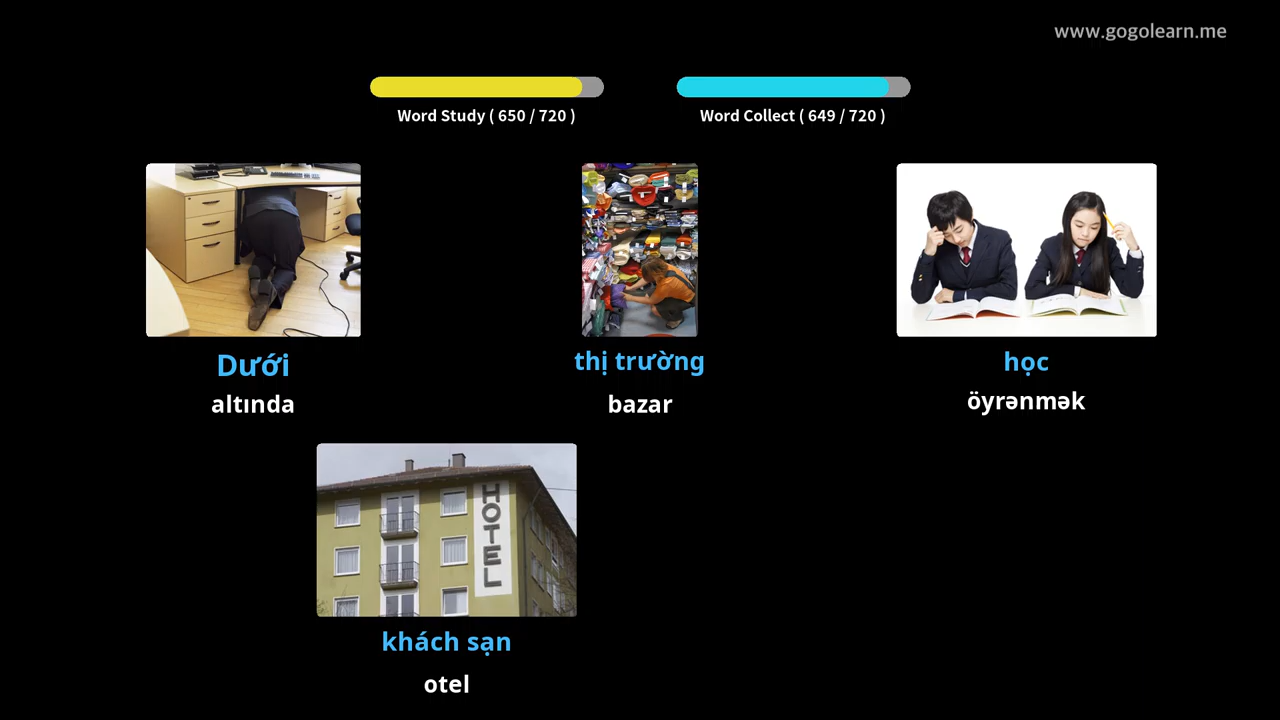 www.gogolearn.me
Word Study ( 650 / 720 )
Word Collect ( 649 / 720 )
Dưới
altında
thị trường
bazar
học
öyrənmək
HOTEL
khách sạn
otel